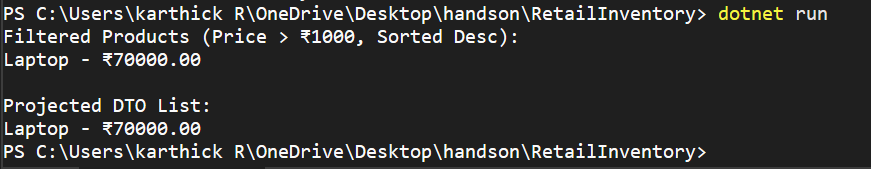 PS C:\Users\karthick R\OneDrive\Desktop\handson\RetailInventory> dotnet run
Filtered Products (Price > ₹1000, Sorted Desc):
Laptop - ₹70000.00
Projected DTO List:
Laptop - ₹70000.00
PS C:\Users\karthick R\OneDrive\Desktop\handson\RetailInventory>